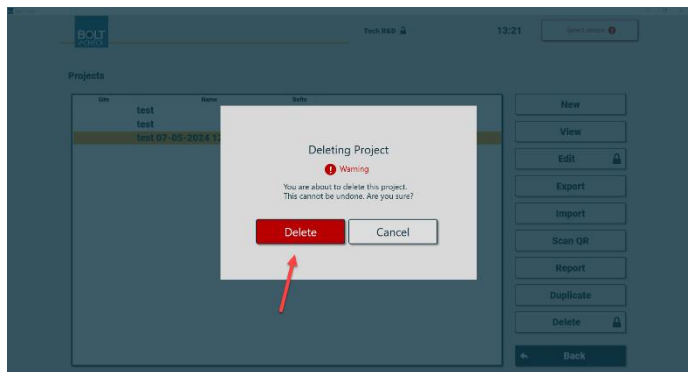 BOLT
Tech R&D
13:21
Projects
Site Name Bolts
test
test
test 07-05-2024 1
Deleting Project
Warning
You are about to delete this project.
This cannot be undone. Are you sure?
Delete Cancel
New
View
Edit
Export
Import
Scan QR
Report
Duplicate
Delete
Back